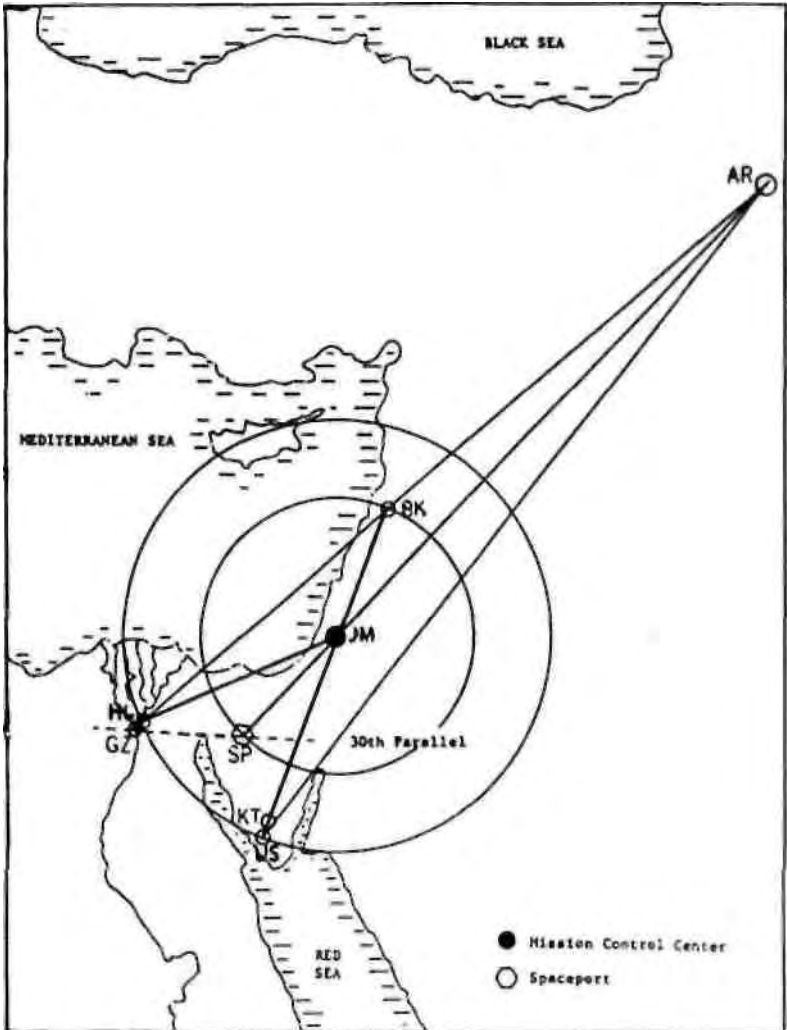 BLACK SEA
AR
MEDITERRANEAN SEA
BK
JM
HL
GZ
SP
30th Parallel
KT
US
RED
SEA
Mission Control Center
Spaceport